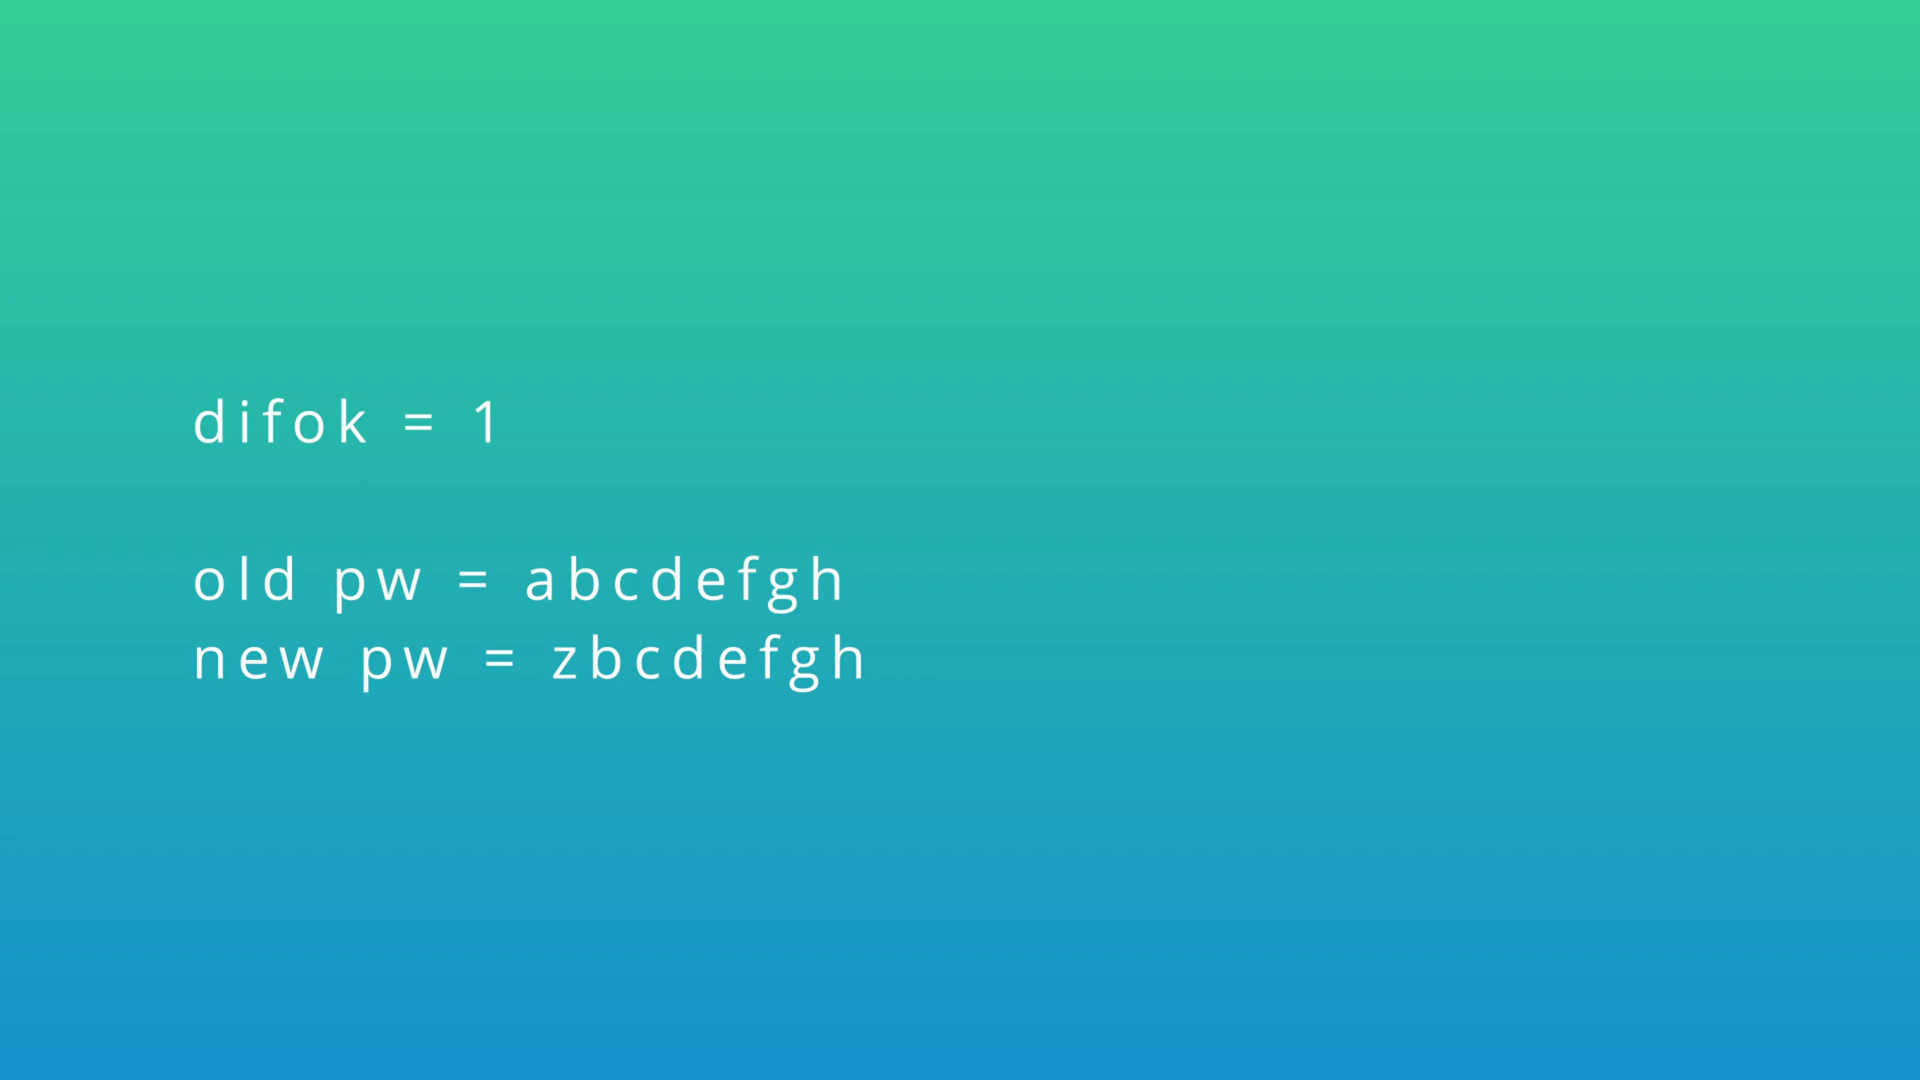 difok = 1
old pw = abcdefgh
new pw = zbcdefgh